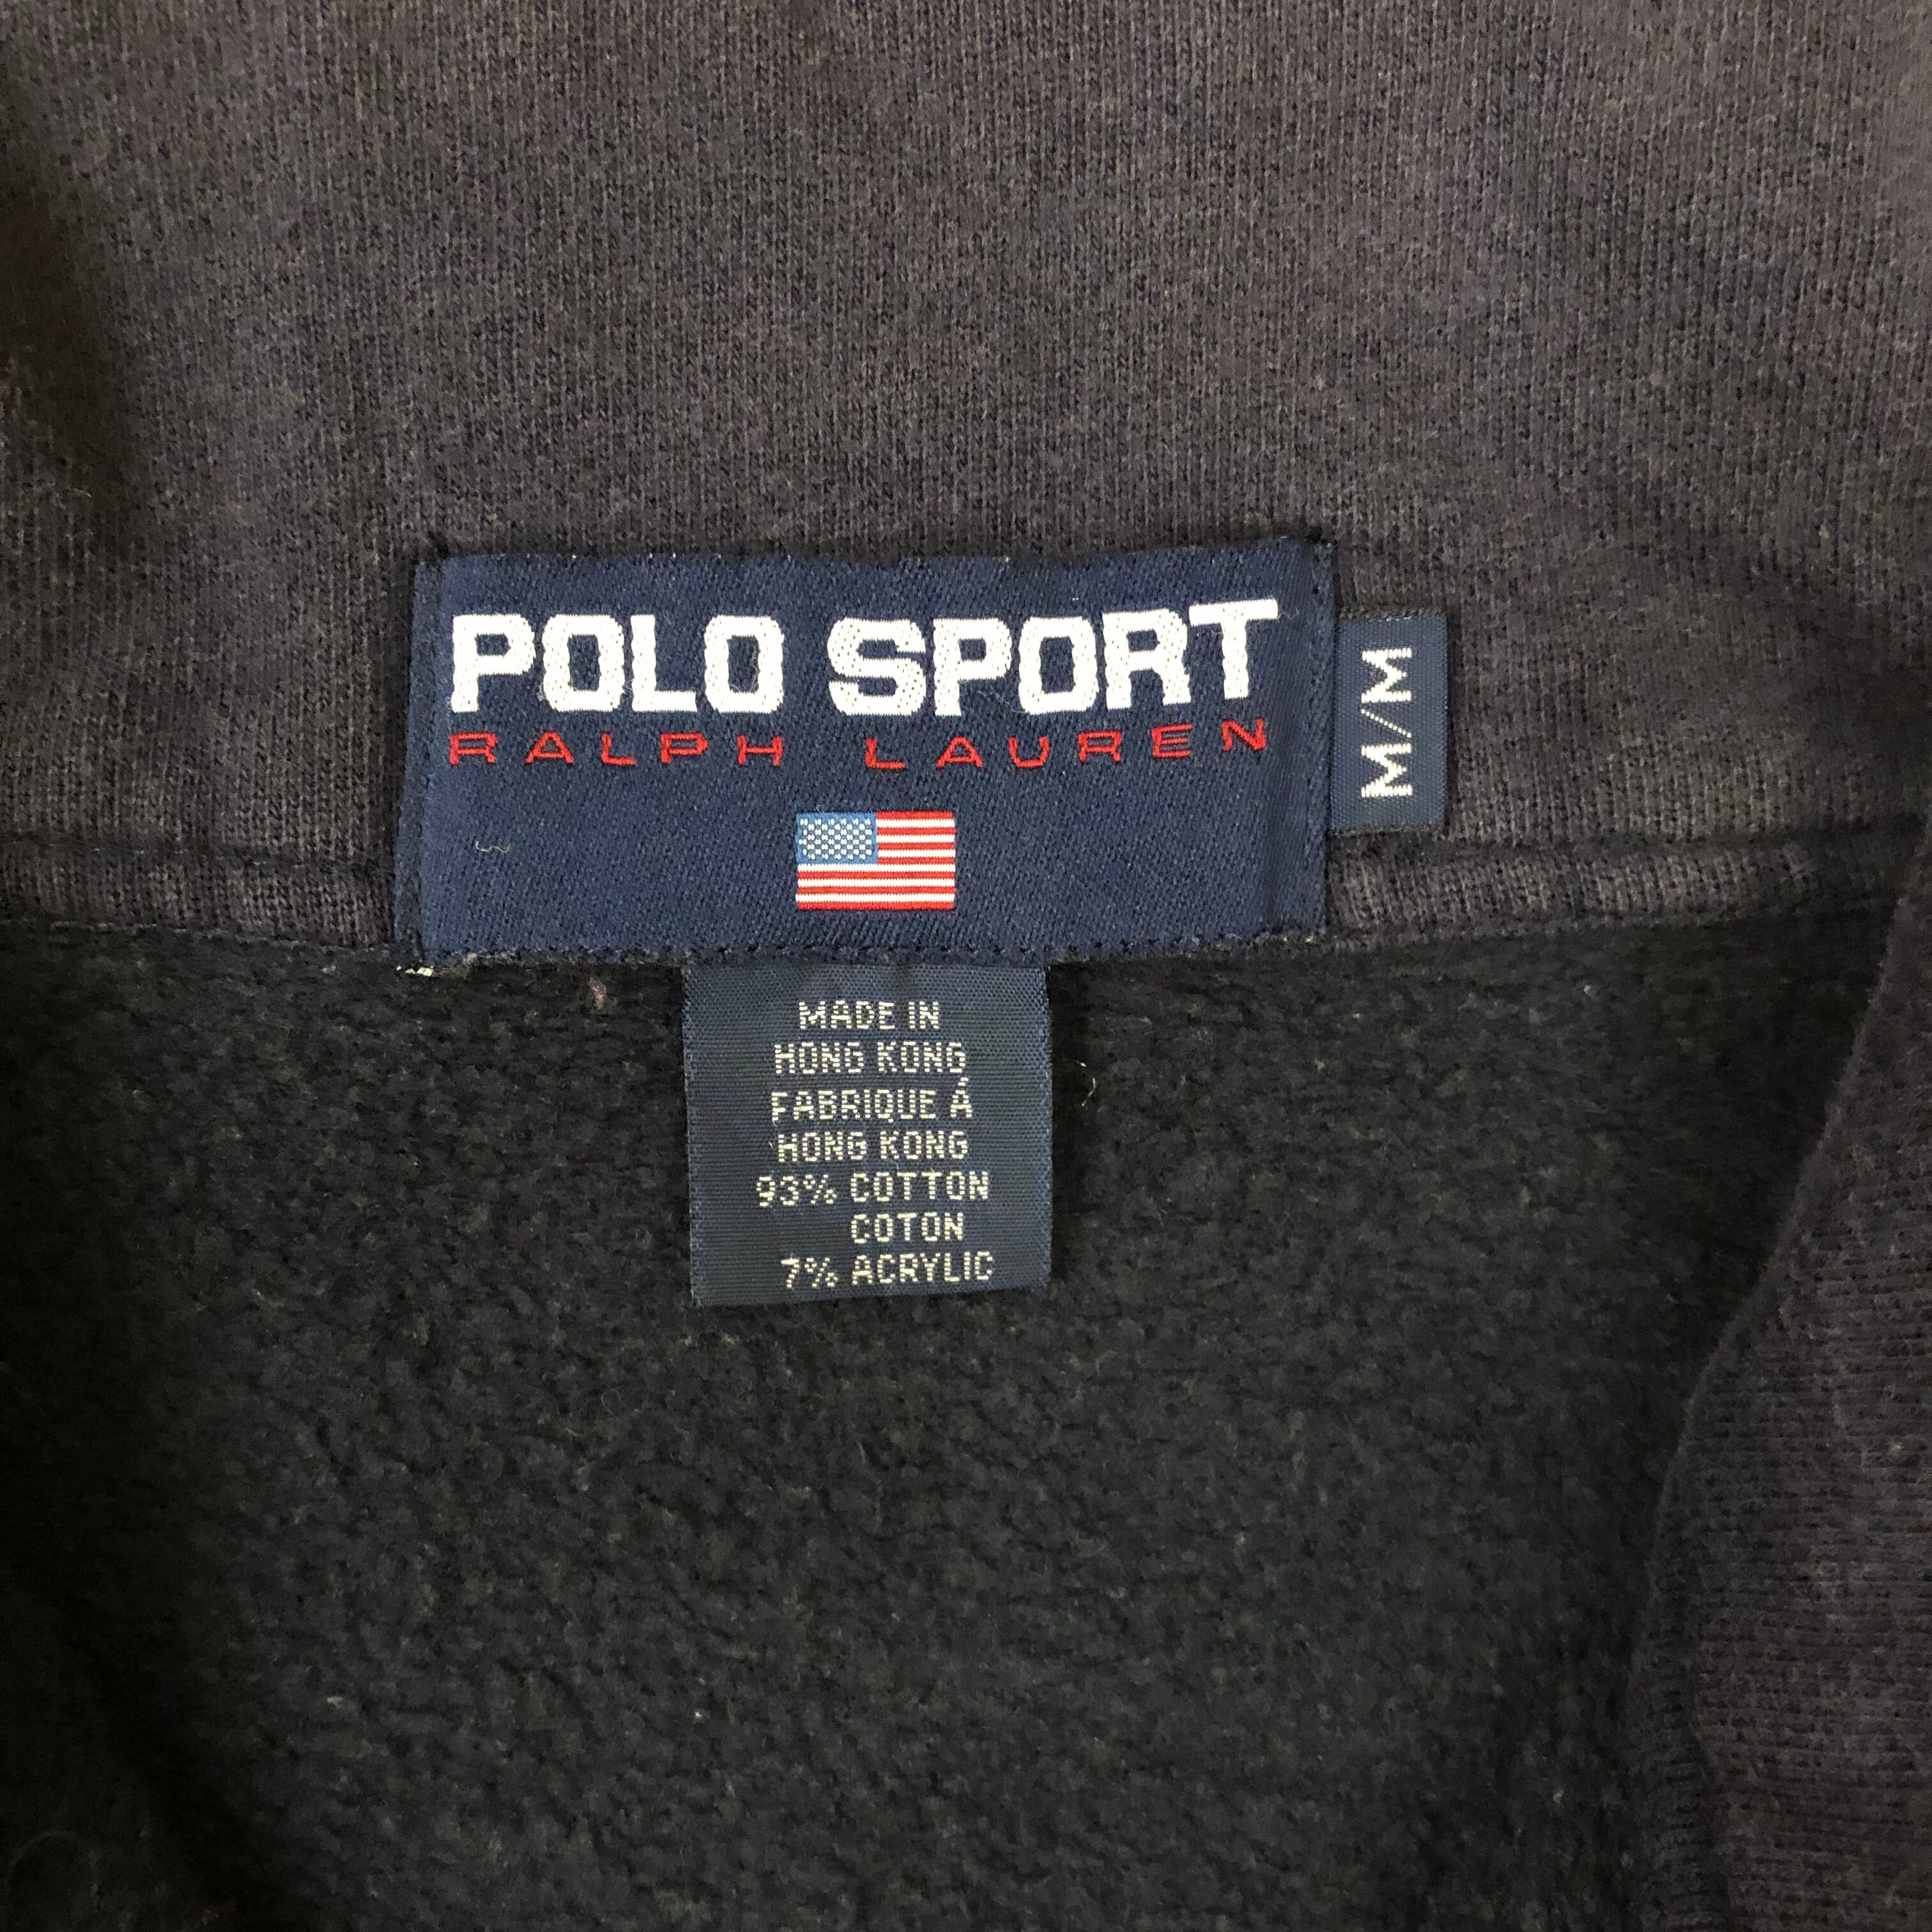 POLO SPORT
RALPH LAUREN
M/M
MADE IN
HONG KONG
FABRIQUE Á
HONG KONG
93% COTTON
COTON
7% ACRYLIC